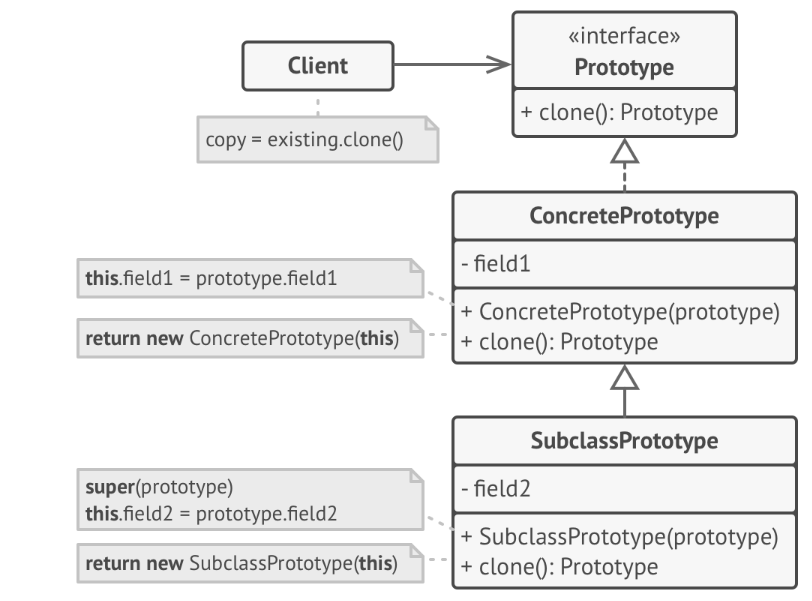 «interface»
Client
Prototype
+ clone(): Prototype
copy = existing.clone()
ConcretePrototype
- field1
this.field1 = prototype.field1
+ ConcretePrototype(prototype)
return new ConcretePrototype(this)
+ clone(): Prototype
SubclassPrototype
- field2
super(prototype)
this.field2 = prototype.field2
+ SubclassPrototype(prototype)
return new SubclassPrototype(this)
+ clone(): Prototype